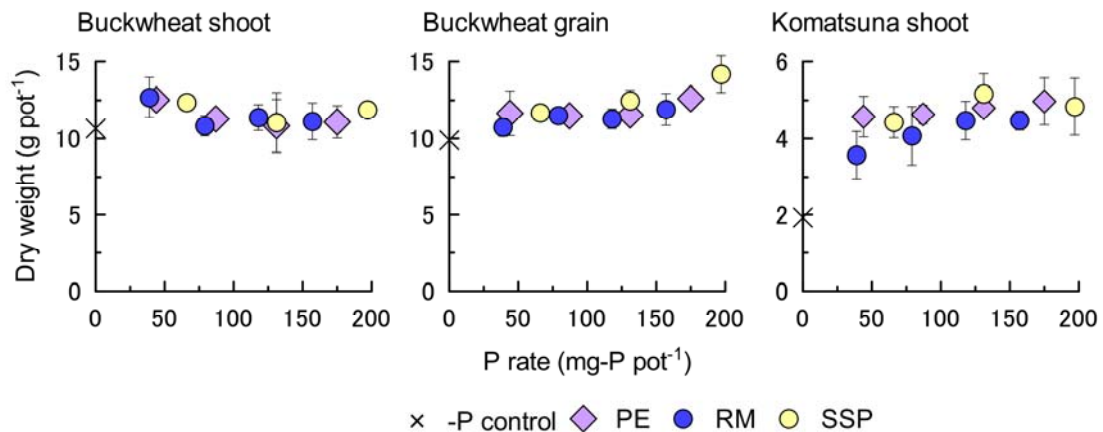 Buckwheat shoot
Buckwheat grain
Komatsuna shoot
Dry weight (g pot⁻¹)
15
10
5
0
0 50 100 150 200
15
10
5
0
0 50 100 150 200
6
4
2
0
0 50 100 150 200
P rate (mg-P pot⁻¹)
× -P control PE RM SSP